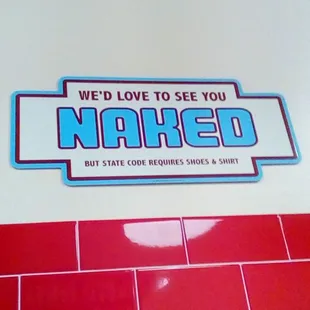 WE'D LOVE TO SEE YOU
NAKED
BUT STATE CODE REQUIRES SHOES & SHIRT